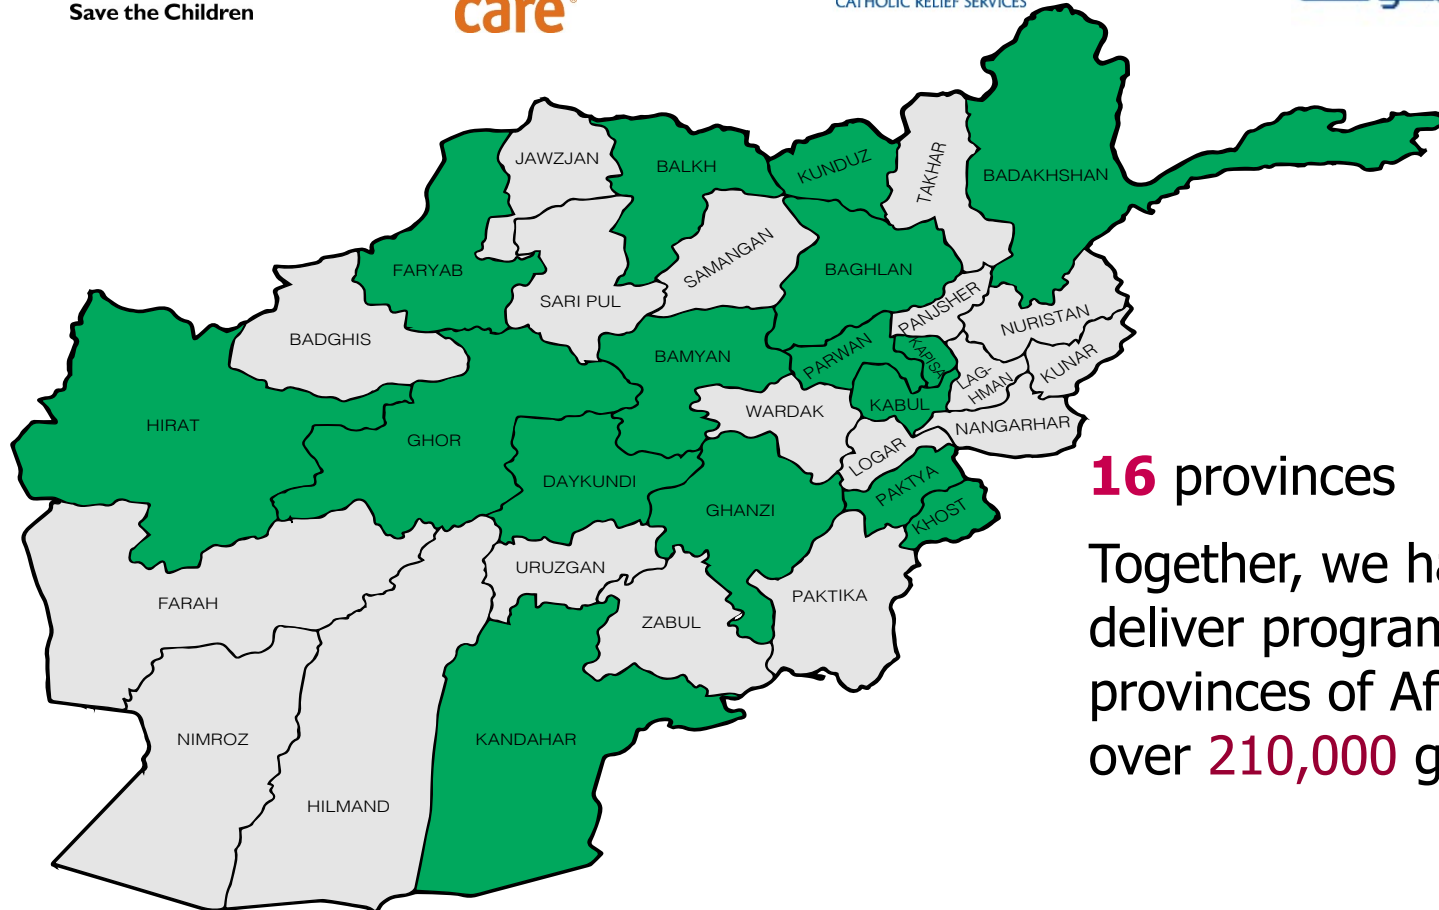 Save the Children
care®
CATHOLIC RELIEF SERVICES
JAWZJAN
BALKH
KUNDUZ
TAKHAR
BADAKHSHAN
FARYAB
SARI PUL
SAMANGAN
BAGHLAN
PANJSHER
NURISTAN
BADGHIS
BAMYAN
PARWAN
KAPISA
LAG-
HMAN
KUNAR
HIRAT
GHOR
WARDAK
KABUL
NANGARHAR
LOGAR
DAYKUNDI
GHANZI
PAKTYA
KHOST
16 provinces
URUZGAN
FARAH
ZABUL
PAKTIKA
Together, we ha
deliver program
provinces of Af
over 210,000 g
NIMROZ
KANDAHAR
HILMAND